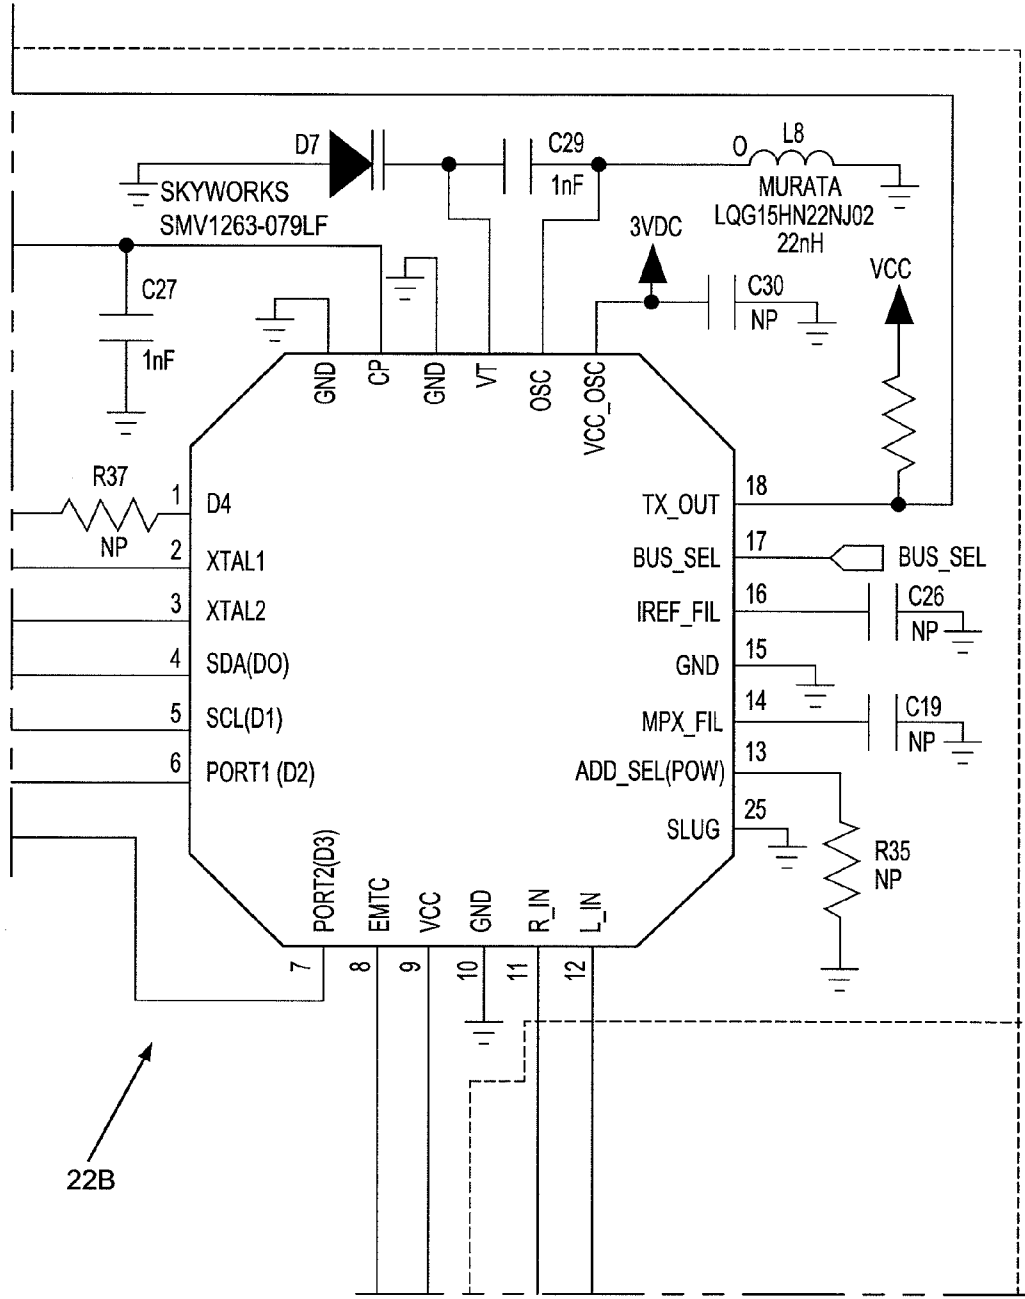 D7
C29
1nF
O
L8
MURATA
LQG15HN22NJ02
22nH
SKYWORKS
SMV1263-079LF
3VDC
C30
NP
VCC
C27
1nF
GND
CP
GND
VT
OSC
VCC_OSC
R37
NP
1
D4
2
XTAL1
3
XTAL2
4
SDA(DO)
5
SCL(D1)
6
PORT1 (D2)
TX_OUT
18
BUS_SEL
17
BUS_SEL
IREF_FIL
16
C26
NP
GND
15
MPX_FIL
14
C19
NP
ADD_SEL(POW)
13
SLUG
25
R35
NP
PORT2(D3)
EMTC
VCC
GND
R_IN
L_IN
7
8
9
10
11
12
22B